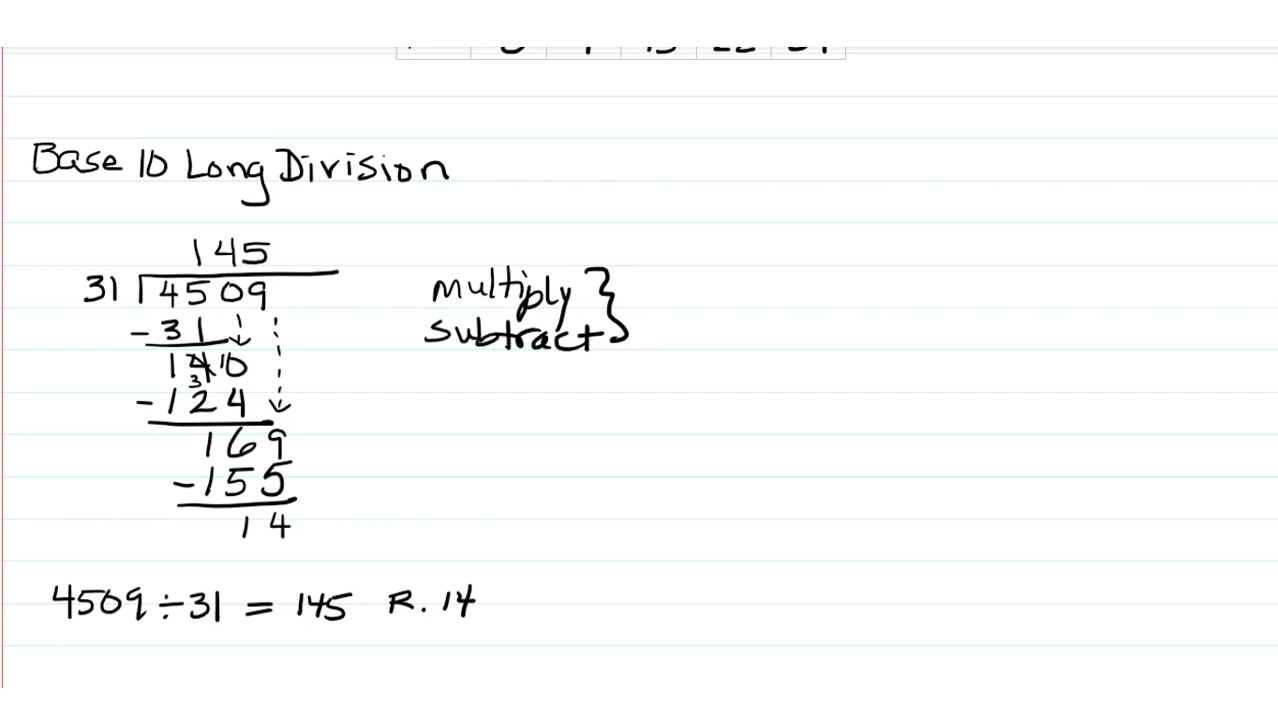 Base 10 Long Division
145
31 4509
multiply
-31
subtract
140
3
-124
169
-155
14
4509 ÷ 31 = 145 R. 14